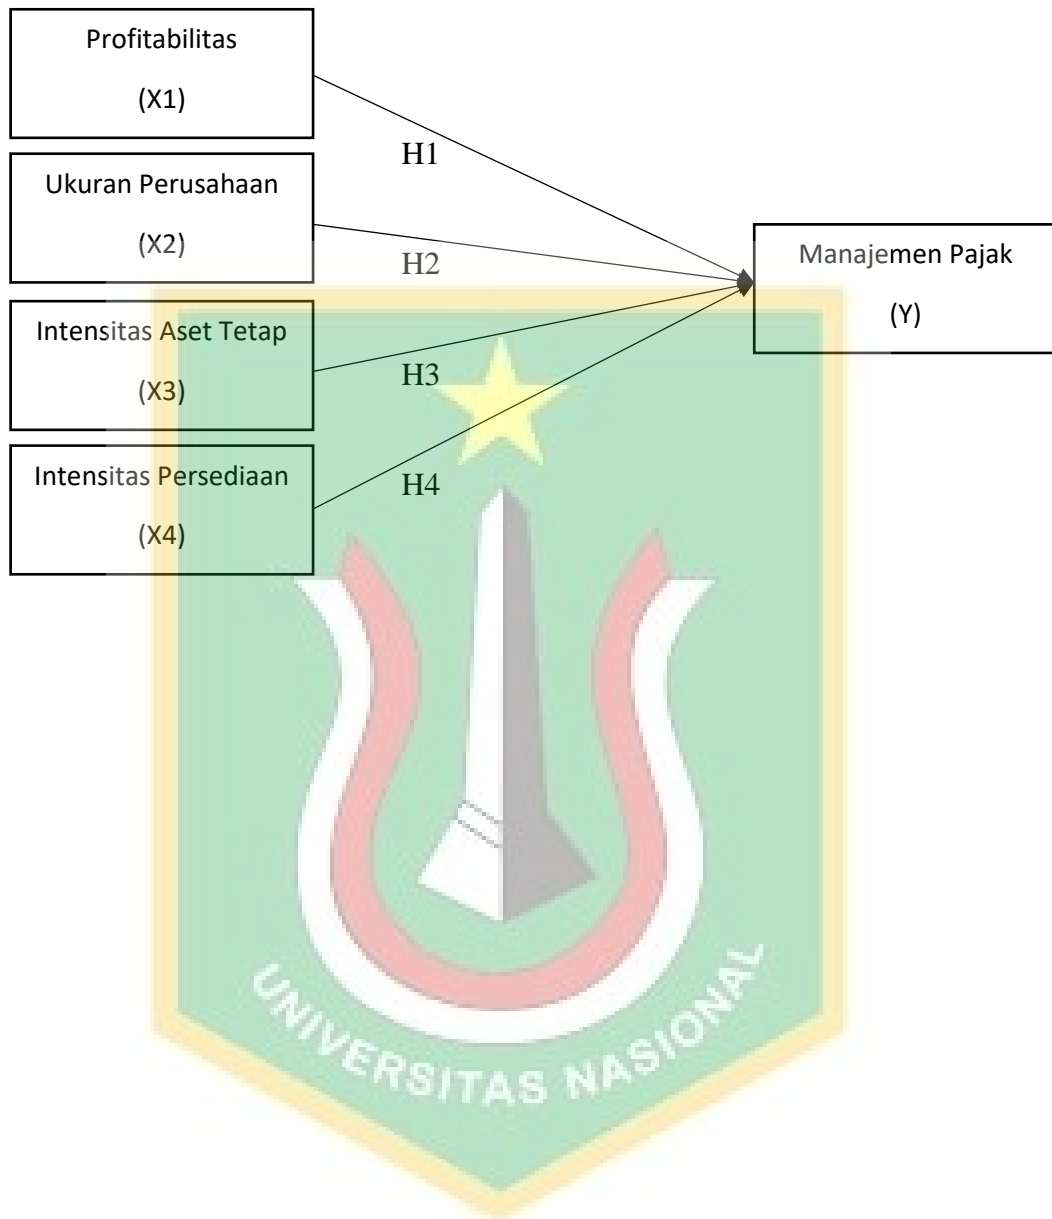 Profitabilitas
(X1)
H1
Ukuran Perusahaan
(X2)
H2
Manajemen Pajak
(Y)
Intensitas Aset Tetap
(X3)
H3
Intensitas Persediaan
(X4)
H4
UNIVERSITAS NASIONAL